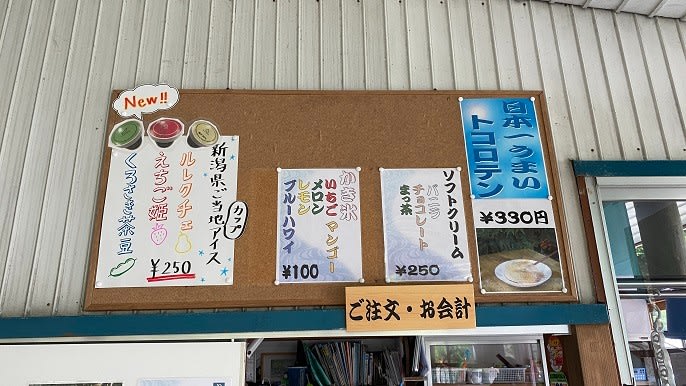 New!!
新潟県ご当地アイス
カップ
ルレクチェ
えちご姫
くろさき茶豆
¥250
かき氷
いちご マンゴー
メロン
レモン
ブルーハワイ
¥100
ソフトクリーム
バニラ
チョコレート
まっ茶
¥250
日本一うまい
トコロテン
¥330円
ご注文・お会計